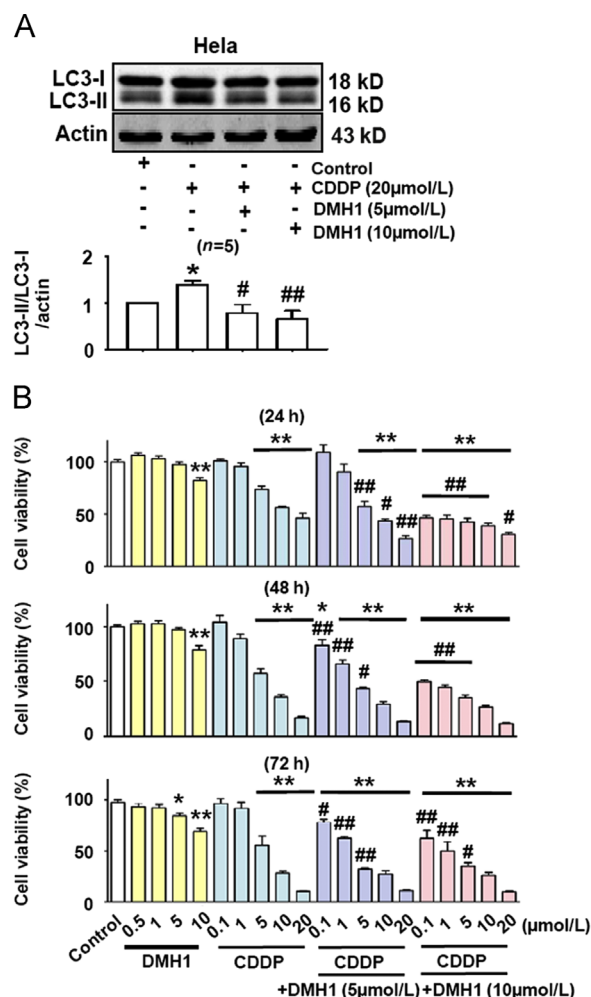 A
Hela
LC3-I 18 kD
LC3-II 16 kD
Actin 43 kD
+ - - - Control
- + + + CDDP (20µmol/L)
- - + - DMH1 (5µmol/L)
- - - + DMH1 (10µmol/L)
(n=5)
LC3-II/LC3-I
/actin
2
* # ##
1
0
B
(24 h)
Cell viability (%)
** ** **
100
** ## ## # ## #
50
0
(48 h)
Cell viability (%)
** * ** **
100
** ## ## # ##
50
0
(72 h)
Cell viability (%)
** ** **
100
* ** # ## ## ## ## #
50
0
Control 0.5 1 5 10 0.1 1 5 10 20 0.1 1 5 10 20 0.1 1 5 10 20 (µmol/L)
DMH1 CDDP CDDP CDDP
+DMH1 (5µmol/L) +DMH1 (10µmol/L)